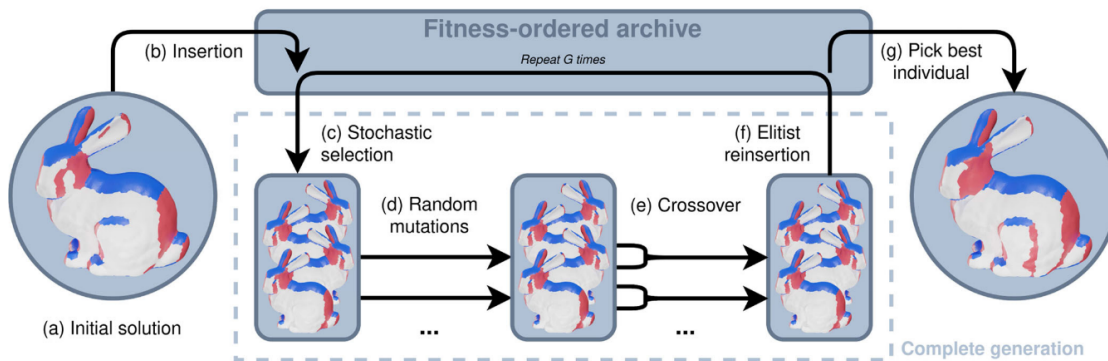 Fitness-ordered archive
(b) Insertion
Repeat G times
(g) Pick best
individual
(c) Stochastic
selection
(f) Elitist
reinsertion
(d) Random
mutations
(e) Crossover
(a) Initial solution
...
...
Complete generation